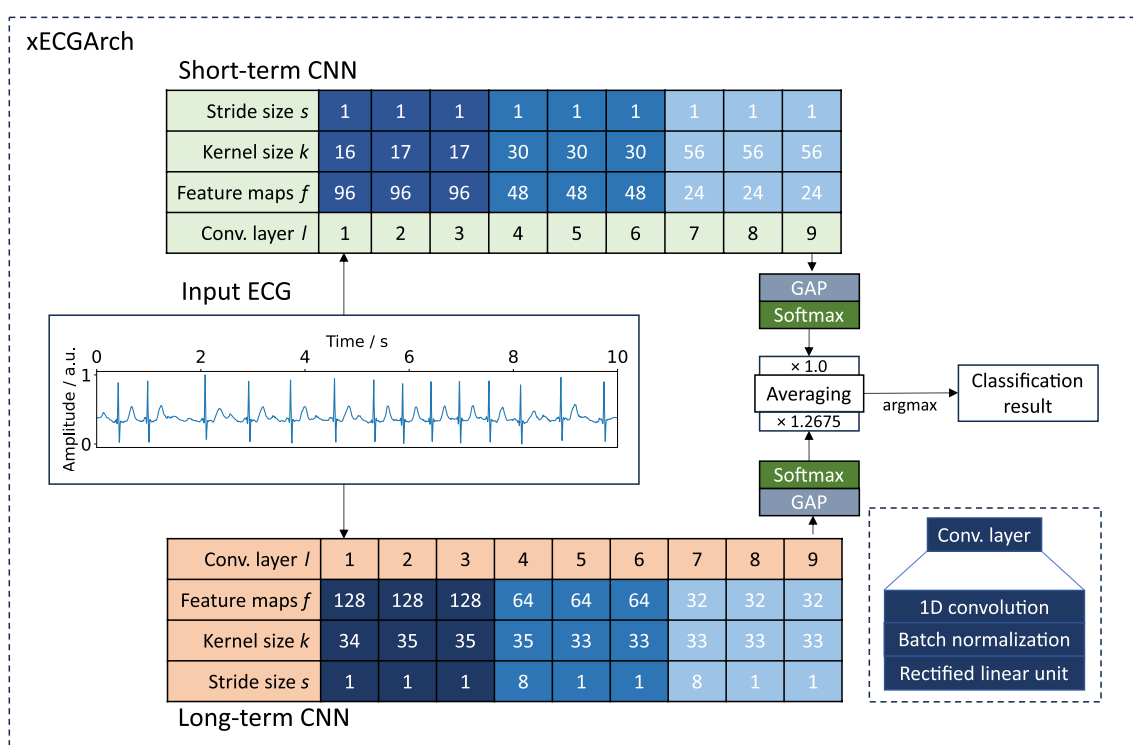 xECGArch
Short-term CNN
Stride size s 1 1 1 1 1 1 1 1 1
Kernel size k 16 17 17 30 30 30 56 56 56
Feature maps f 96 96 96 48 48 48 24 24 24
Conv. layer l 1 2 3 4 5 6 7 8 9
Input ECG
Time / s
0 2 4 6 8 10
Amplitude / a.u.
1
0
GAP
Softmax
× 1.0
Averaging
× 1.2675
argmax
Classification
result
Softmax
GAP
Conv. layer l 1 2 3 4 5 6 7 8 9
Feature maps f 128 128 128 64 64 64 32 32 32
Kernel size k 34 35 35 35 33 33 33 33 33
Stride size s 1 1 1 8 1 1 8 1 1
Long-term CNN
Conv. layer
1D convolution
Batch normalization
Rectified linear unit